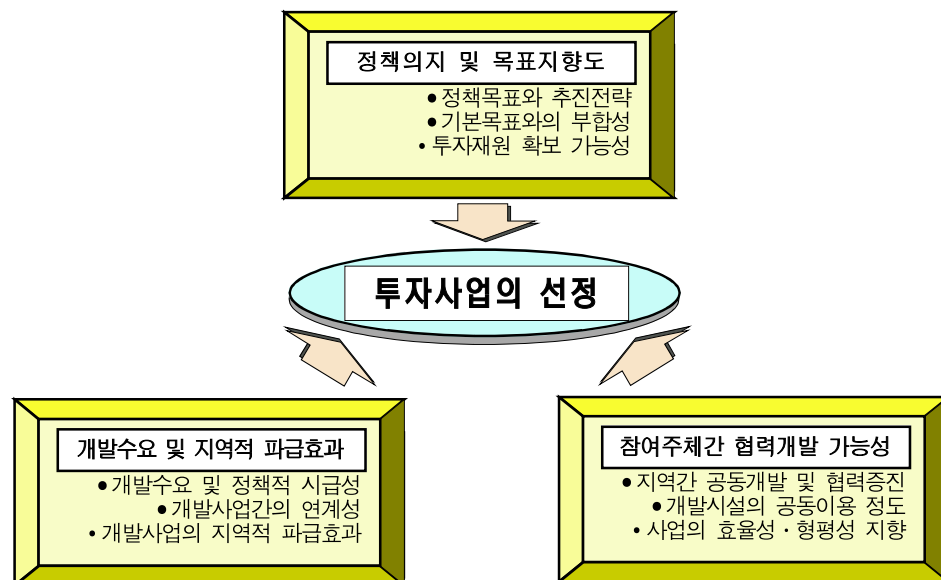 정책의지 및 목표지향도
● 정책목표와 추진전략
● 기본목표와의 부합성
• 투자재원 확보 가능성
투자사업의 선정
개발수요 및 지역적 파급효과
● 개발수요 및 정책적 시급성
● 개발사업간의 연계성
• 개발사업의 지역적 파급효과
참여주체간 협력개발 가능성
● 지역간 공동개발 및 협력증진
● 개발시설의 공동이용 정도
• 사업의 효율성 · 형평성 지향